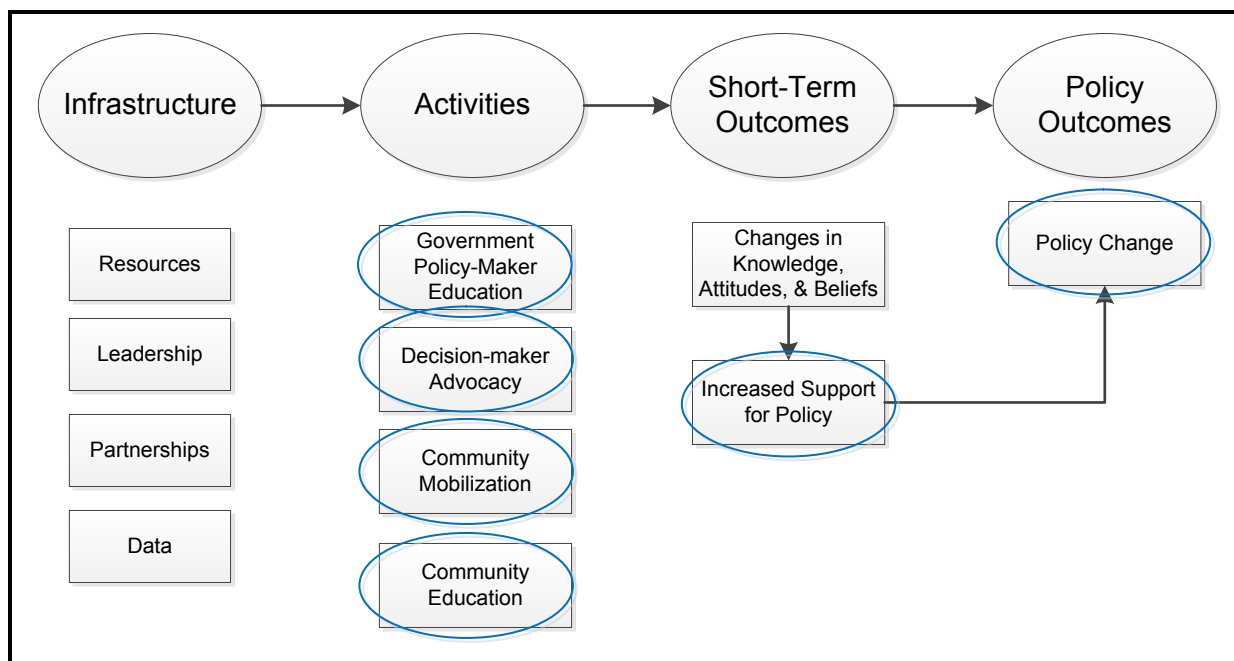 Infrastructure
Activities
Short-Term
Outcomes
Policy
Outcomes
Resources
Leadership
Partnerships
Data
Government
Policy-Maker
Education
Decision-maker
Advocacy
Community
Mobilization
Community
Education
Changes in
Knowledge,
Attitudes, & Beliefs
Increased Support
for Policy
Policy Change